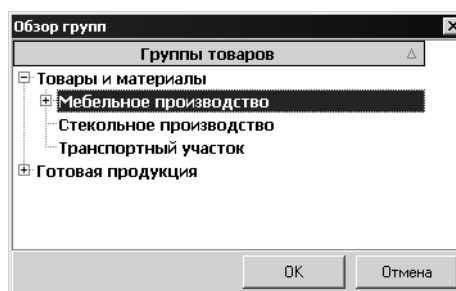 Обзор групп
Группы товаров
Товары и материалы
Мебельное производство
Стекольное производство
Транспортный участок
Готовая продукция
OK
Отмена